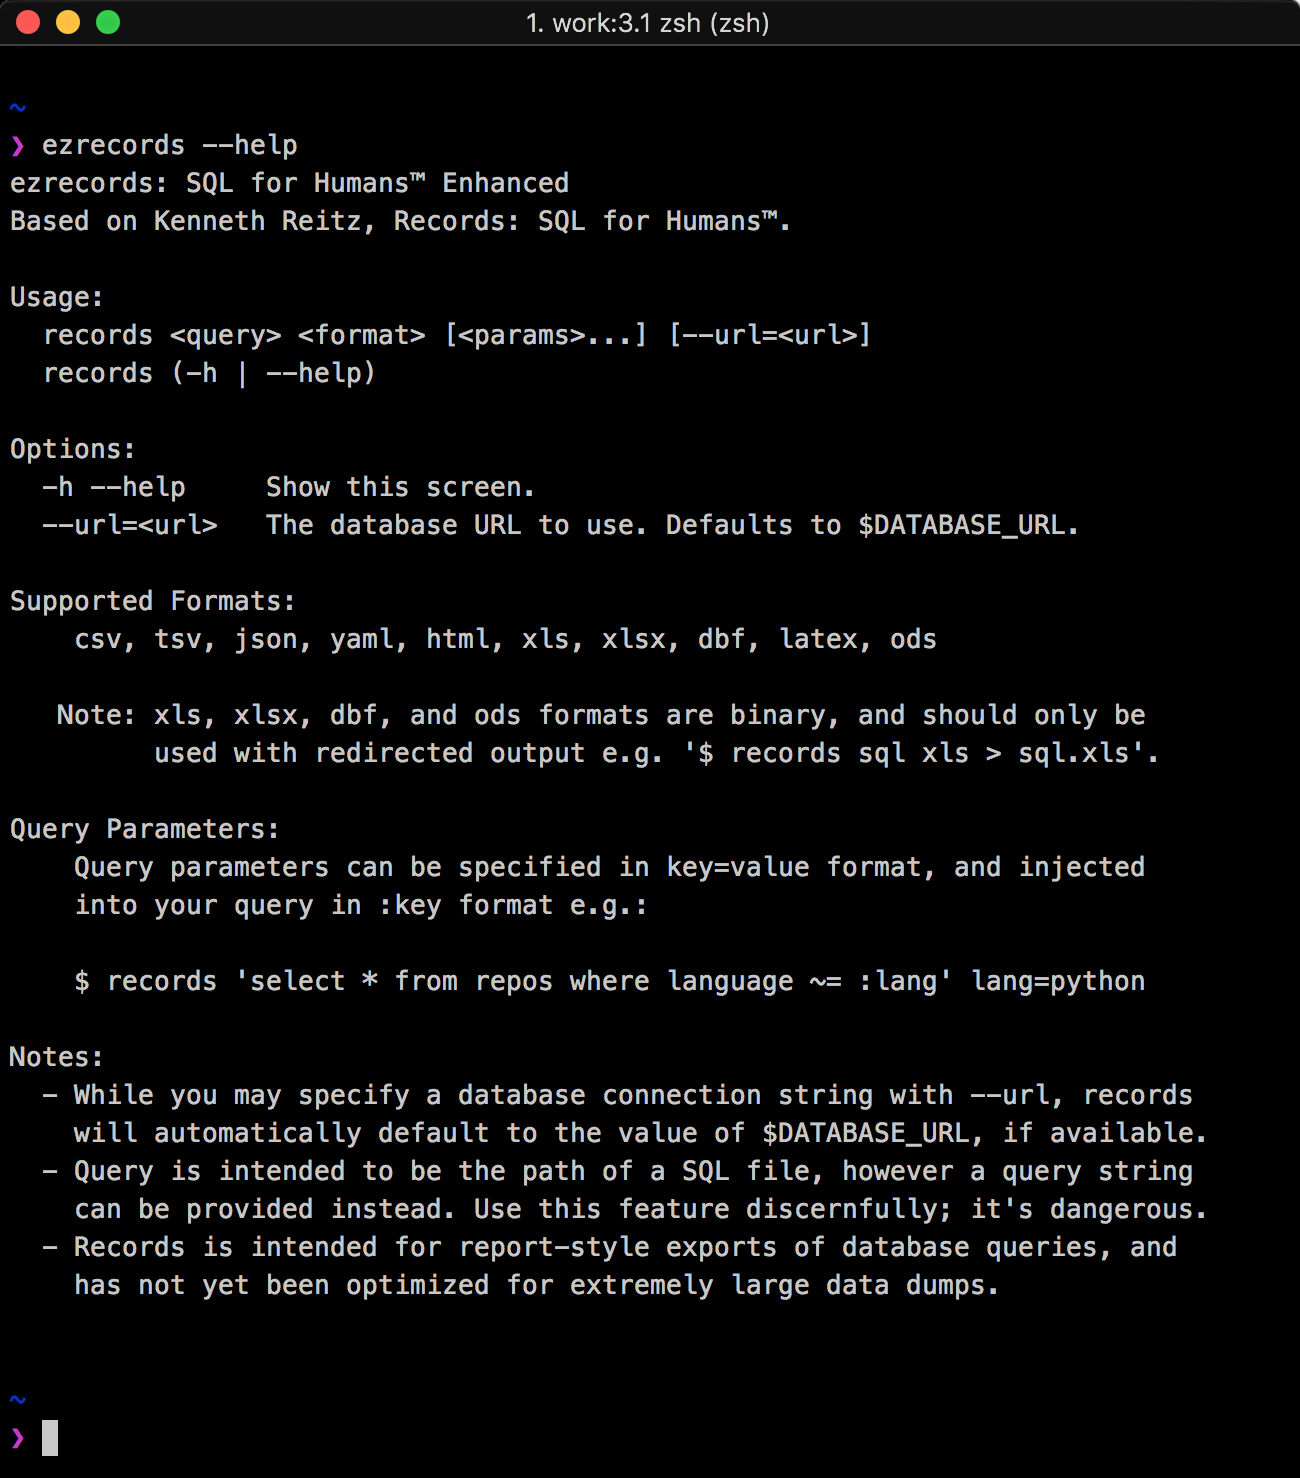 1. work:3.1 zsh (zsh)
~
❯ ezrecords --help
ezrecords: SQL for Humans™ Enhanced
Based on Kenneth Reitz, Records: SQL for Humans™.
Usage:
records <query> <format> [<params>...] [--url=<url>]
records (-h | --help)
Options:
-h --help     Show this screen.
--url=<url>   The database URL to use. Defaults to $DATABASE_URL.
Supported Formats:
csv, tsv, json, yaml, html, xls, xlsx, dbf, latex, ods
Note: xls, xlsx, dbf, and ods formats are binary, and should only be
used with redirected output e.g. '$ records sql xls > sql.xls'.
Query Parameters:
Query parameters can be specified in key=value format, and injected
into your query in :key format e.g.:
$ records 'select * from repos where language ~= :lang' lang=python
Notes:
- While you may specify a database connection string with --url, records
will automatically default to the value of $DATABASE_URL, if available.
- Query is intended to be the path of a SQL file, however a query string
can be provided instead. Use this feature discernfully; it's dangerous.
- Records is intended for report-style exports of database queries, and
has not yet been optimized for extremely large data dumps.
~
❯